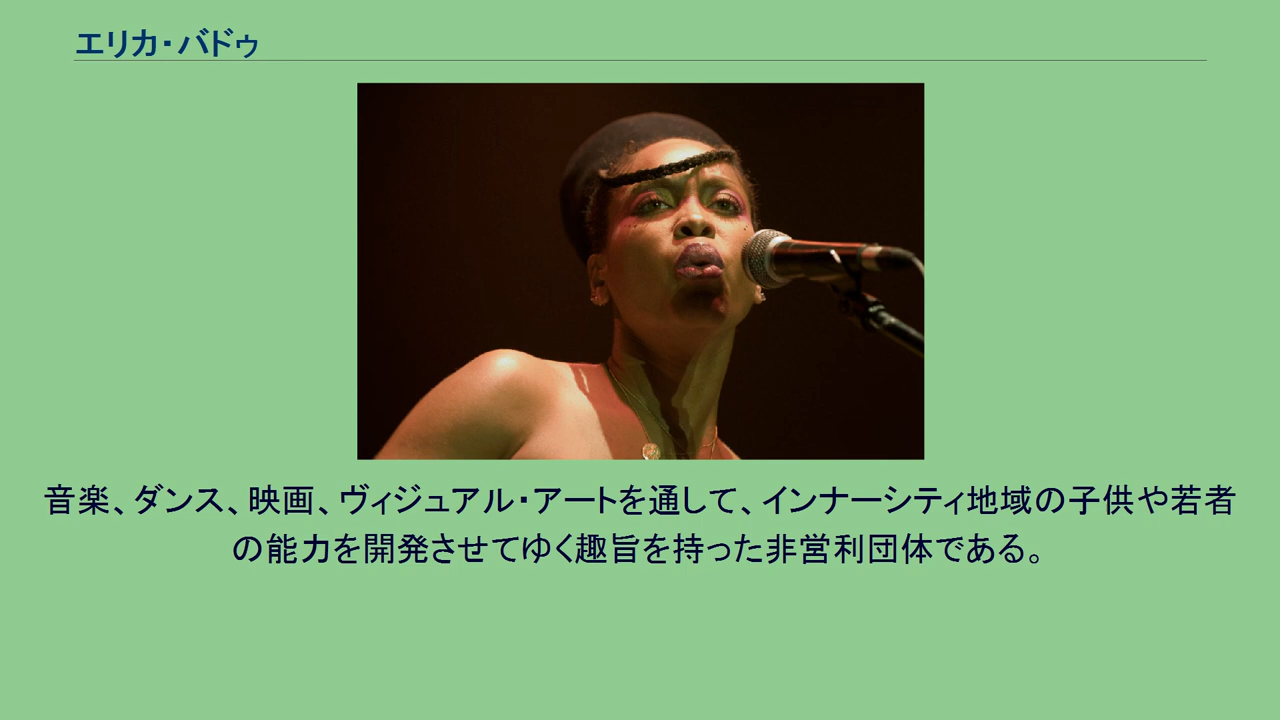 エリカ・バドゥ
音楽、ダンス、映画、ヴィジュアル・アートを通して、インナーシティ地域の子供や若者
の能力を開発させてゆく趣旨を持った非営利団体である。